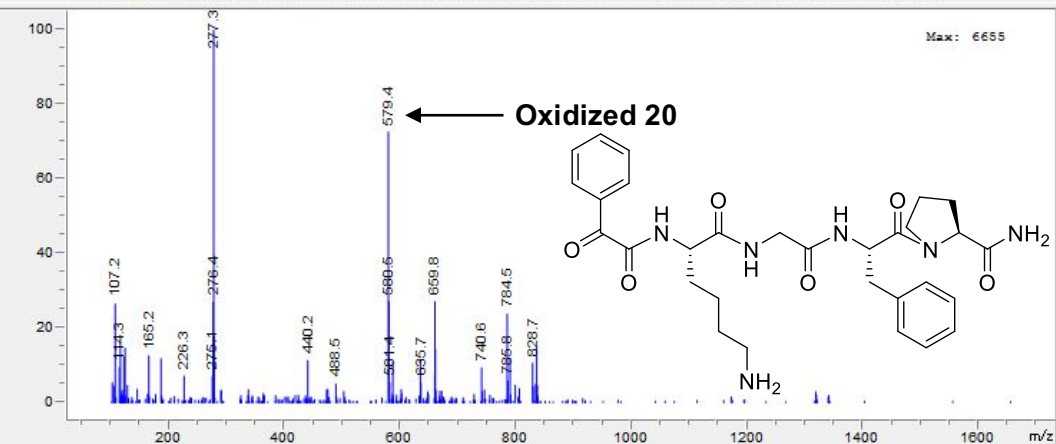 Max: 6655
277.3
579.4
Oxidized 20
107.2
114.3
165.2
226.3
276.4
275.1
440.2
488.5
580.5
581.4
635.7
659.8
740.6
784.5
785.8
828.7
100
80
60
40
20
0
200 400 600 800 1000 1200 1400 1600 m/z
O
O
H
N
O
N
H
O
H
N
O
N
O
NH2
NH2